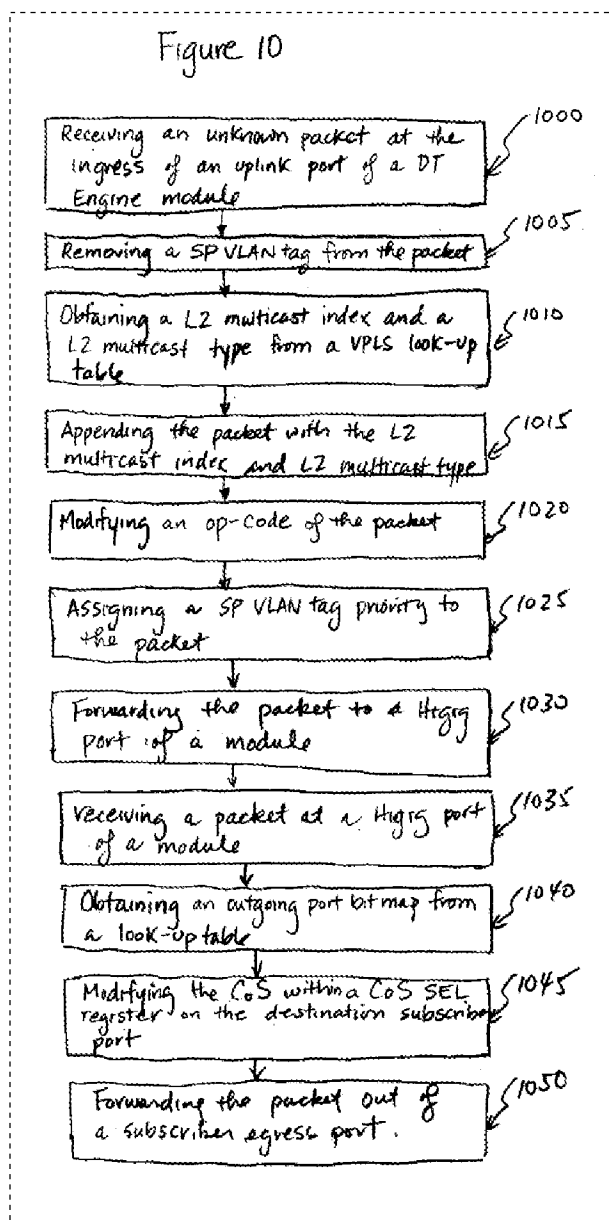 Figure 10
Receiving an unknown packet at the
ingress of an uplink port of a DT
Engine module
1000
Removing a SP VLAN tag from the packet
1005
Obtaining a L2 multicast index and a
L2 multicast type from a VPLS look-up
table
1010
Appending the packet with the L2
multicast index and L2 multicast type
1015
Modifying an op-code of the packet
1020
Assigning a SP VLAN tag priority to
the packet
1025
Forwarding the packet to a Higig
port of a module
1030
receiving a packet at a Higig port
of a module
1035
Obtaining an outgoing port bit map from
a look-up table
1040
Modifying the CoS within a CoS SEL
register on the destination subscriber
port
1045
Forwarding the packet out of
a subscriber egress port.
1050